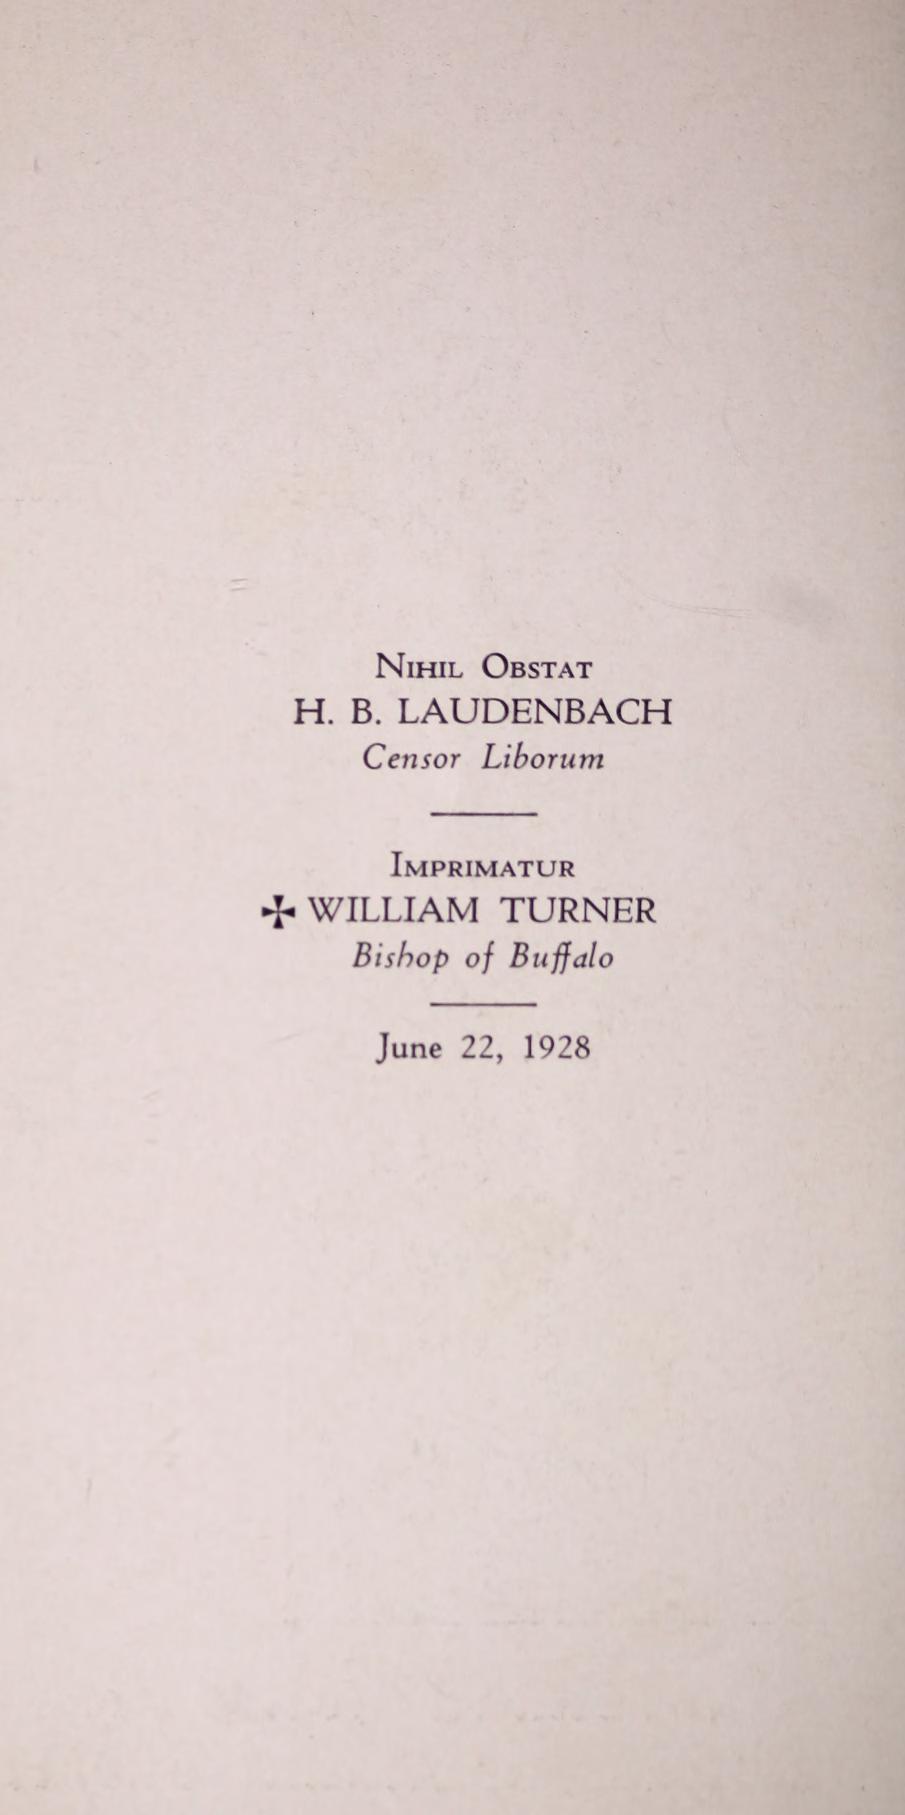 Nihil Obstat
H. B. LAUDENBACH
Censor Liborum
Imprimatur
✠ WILLIAM TURNER
Bishop of Buffalo
June 22, 1928